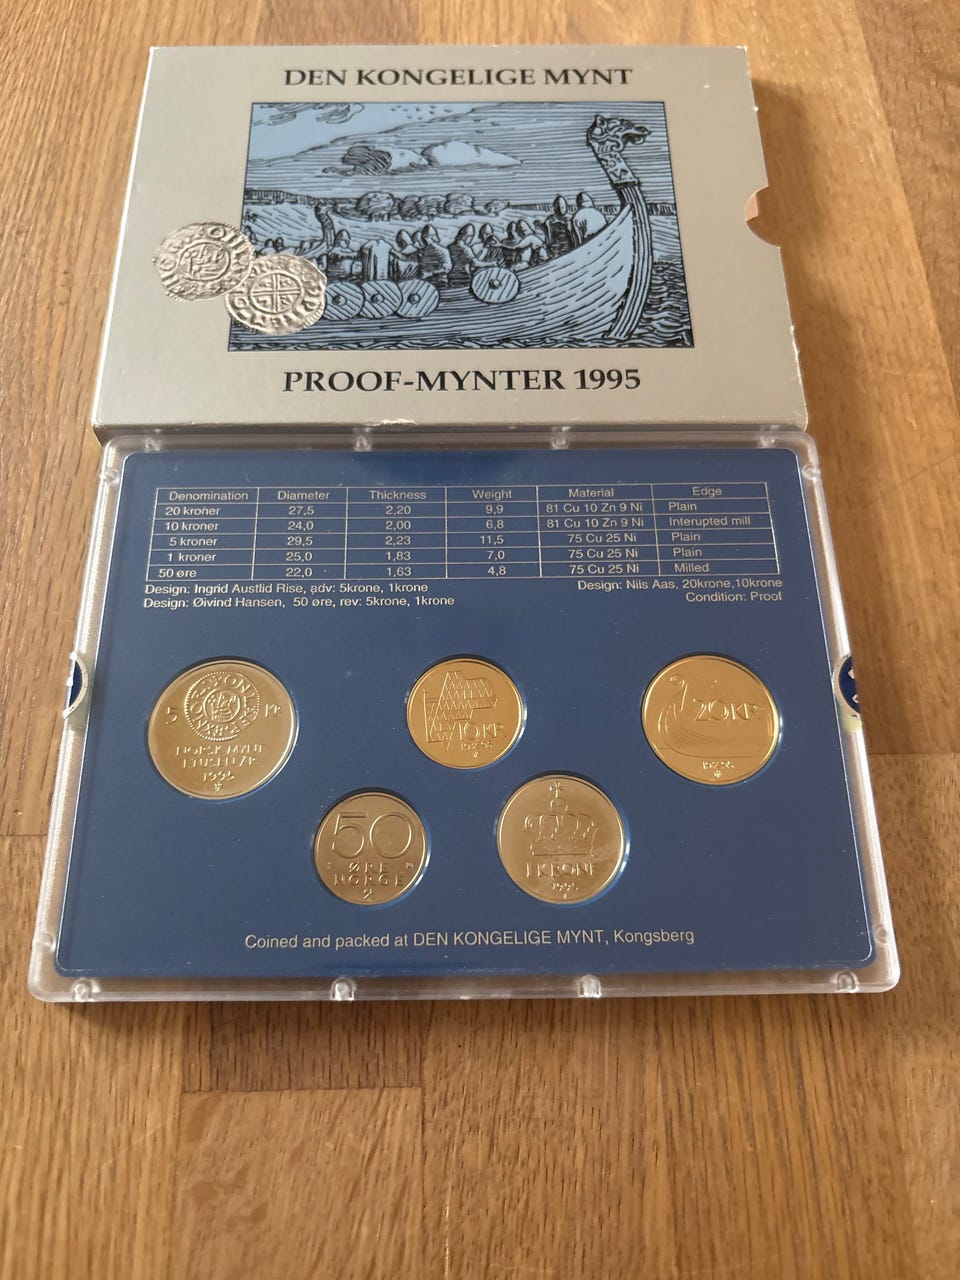 DEN KONGELIGE MYNT
PROOF-MYNTER 1995
Denomination Diameter Thickness Weight Material Edge
20 kroner 27,5 2,20 9,9 81 Cu 10 Zn 9 Ni Plain
10 kroner 24,0 2,00 6,8 81 Cu 10 Zn 9 Ni Interupted mill
5 kroner 29,5 2,23 11,5 75 Cu 25 Ni Plain
1 kroner 25,0 1,83 7,0 75 Cu 25 Ni Plain
50 øre 22,0 1,63 4,8 75 Cu 25 Ni Milled
Design: Ingrid Austlid Rise, adv: 5krone, 1krone
Design: Nils Aas, 20krone,10krone
Design: Øivind Hansen, 50 øre, rev: 5krone, 1krone
Condition: Proof
5 KR
NORSK MYNT
I TUSEN ÅR
1995
10 KR
1995
20 KR
1995
50
ØRE
NORGE
1 KRONE
1995
Coined and packed at DEN KONGELIGE MYNT, Kongsberg